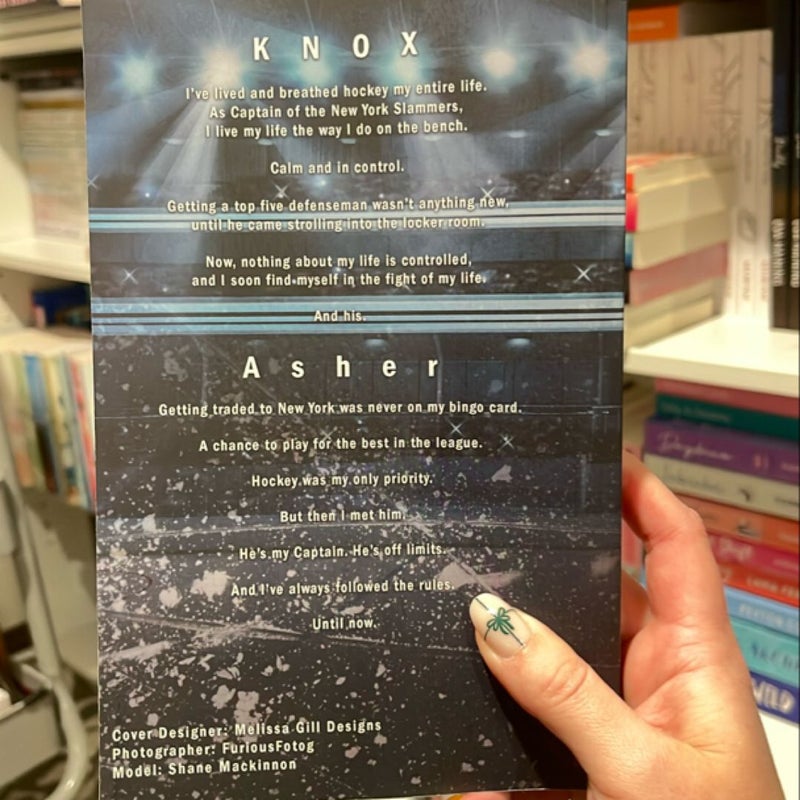 K N O X
I've lived and breathed hockey my entire life.
As Captain of the New York Slammers,
I live my life the way I do on the bench.
Calm and in control.
Getting a top five defenseman wasn't anything new,
until he came strolling into the locker room.
Now, nothing about my life is controlled,
and I soon find myself in the fight of my life.
And his.
A s h e r
Getting traded to New York was never on my bingo card.
A chance to play for the best in the league.
Hockey was my only priority.
But then I met him.
He's my Captain. He's off limits.
And I've always followed the rules.
Until now.
Cover Designer: Melissa Gill Designs
Photographer: FuriousFotog
Model: Shane Mackinnon